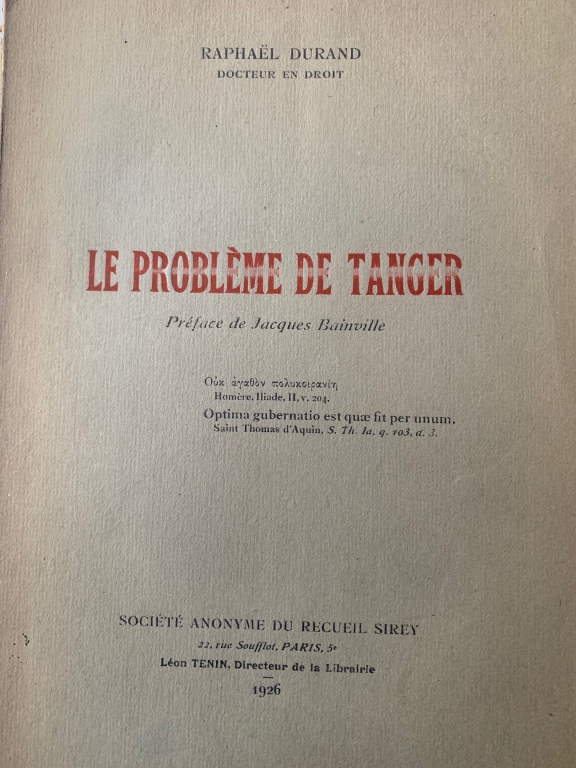 RAPHAËL DURAND
DOCTEUR EN DROIT
LE PROBLÈME DE TANGER
Préface de Jacques Bainville
Οὐκ ἀγαθὸν πολυκοιρανίη
Homère, Iliade, II, v. 204.
Optima gubernatio est quæ fit per unum.
Saint Thomas d'Aquin, S. Th. Ia, q. 103, a. 3.
SOCIÉTÉ ANONYME DU RECUEIL SIREY
22, rue Soufflot, PARIS, 5e
Léon TENIN, Directeur de la Librairie
1926